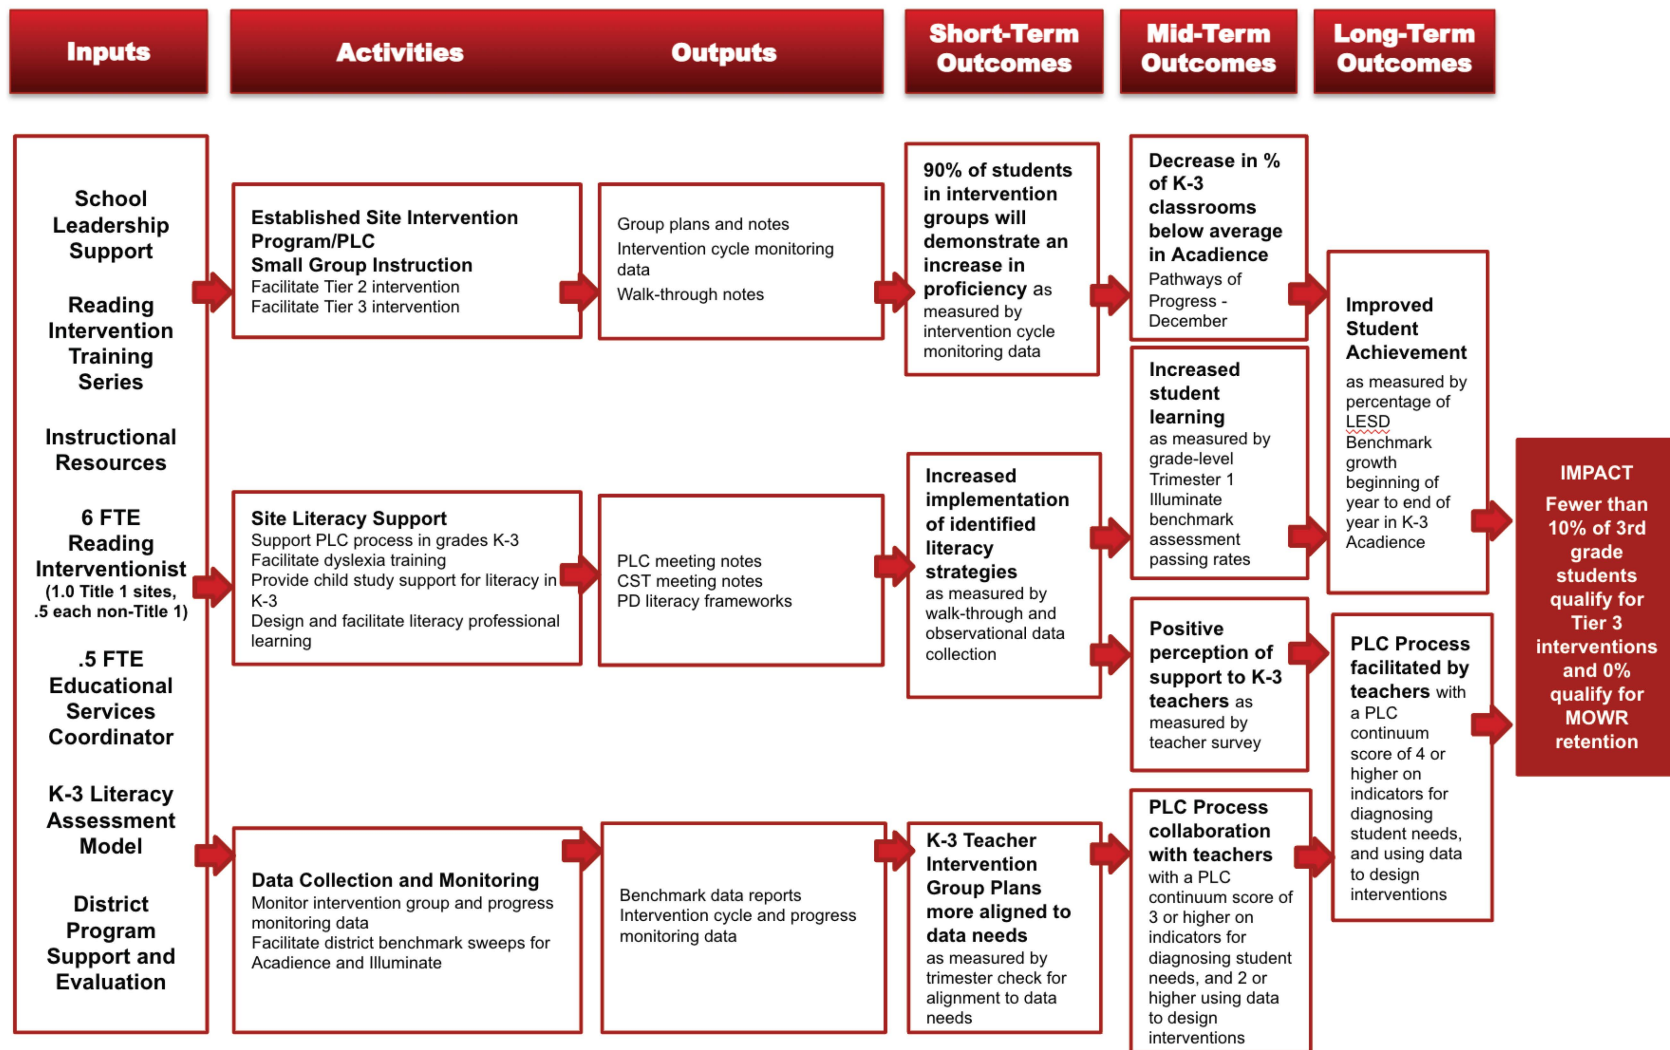 Inputs
Activities
Outputs
Short-Term
Outcomes
Mid-Term
Outcomes
Long-Term
Outcomes
School
Leadership
Support
Reading
Intervention
Training
Series
Instructional
Resources
6 FTE
Reading
Interventionist
(1.0 Title 1 sites,
.5 each non-Title 1)
.5 FTE
Educational
Services
Coordinator
K-3 Literacy
Assessment
Model
District
Program
Support and
Evaluation
Established Site Intervention
Program/PLC
Small Group Instruction
Facilitate Tier 2 intervention
Facilitate Tier 3 intervention
Group plans and notes
Intervention cycle monitoring
data
Walk-through notes
90% of students
in intervention
groups will
demonstrate an
increase in
proficiency as
measured by
intervention cycle
monitoring data
Decrease in %
of K-3
classrooms
below average
in Acadience
Pathways of
Progress -
December
Improved
Student
Achievement
as measured by
percentage of
LESD
Benchmark
growth
beginning of
year to end of
year in K-3
Acadience
Site Literacy Support
Support PLC process in grades K-3
Facilitate dyslexia training
Provide child study support for literacy in
K-3
Design and facilitate literacy professional
learning
PLC meeting notes
CST meeting notes
PD literacy frameworks
Increased
implementation
of identified
literacy
strategies
as measured by
walk-through and
observational data
collection
Increased
student
learning
as measured by
grade-level
Trimester 1
Illuminate
benchmark
assessment
passing rates
Positive
perception of
support to K-3
teachers as
measured by
teacher survey
PLC Process
facilitated by
teachers with
a PLC
continuum
score of 4 or
higher on
indicators for
diagnosing
student needs,
and using data
to design
interventions
Data Collection and Monitoring
Monitor intervention group and progress
monitoring data
Facilitate district benchmark sweeps for
Acadience and Illuminate
Benchmark data reports
Intervention cycle and progress
monitoring data
K-3 Teacher
Intervention
Group Plans
more aligned to
data needs
as measured by
trimester check for
alignment to data
needs
PLC Process
collaboration
with teachers
with a PLC
continuum score of
3 or higher on
indicators for
diagnosing student
needs, and 2 or
higher using data
to design
interventions
IMPACT
Fewer than
10% of 3rd
grade
students
qualify for
Tier 3
interventions
and 0%
qualify for
MOWR
retention